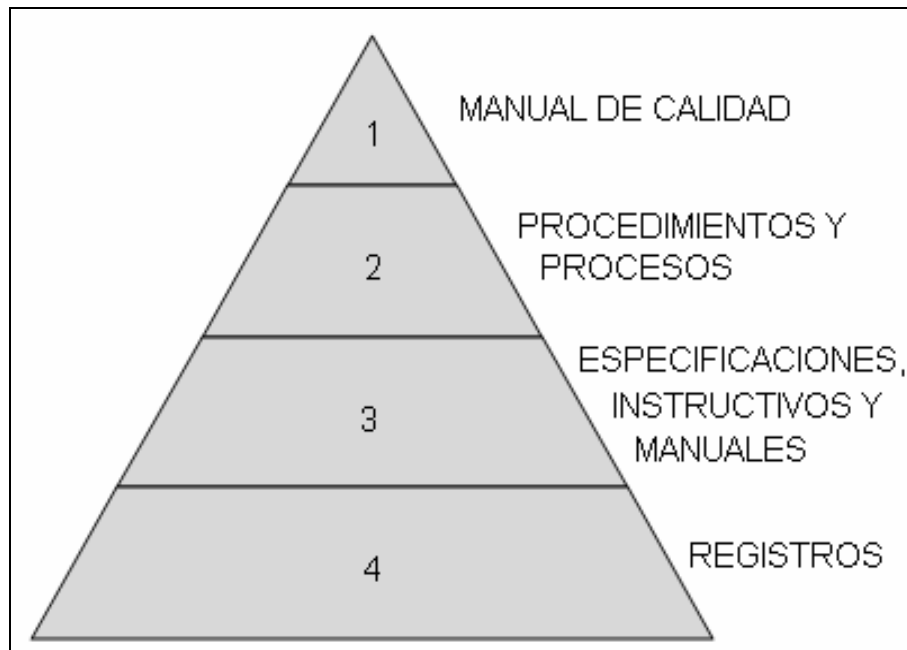 1
MANUAL DE CALIDAD
2
PROCEDIMIENTOS Y
PROCESOS
3
ESPECIFICACIONES,
INSTRUCTIVOS Y
MANUALES
4
REGISTROS